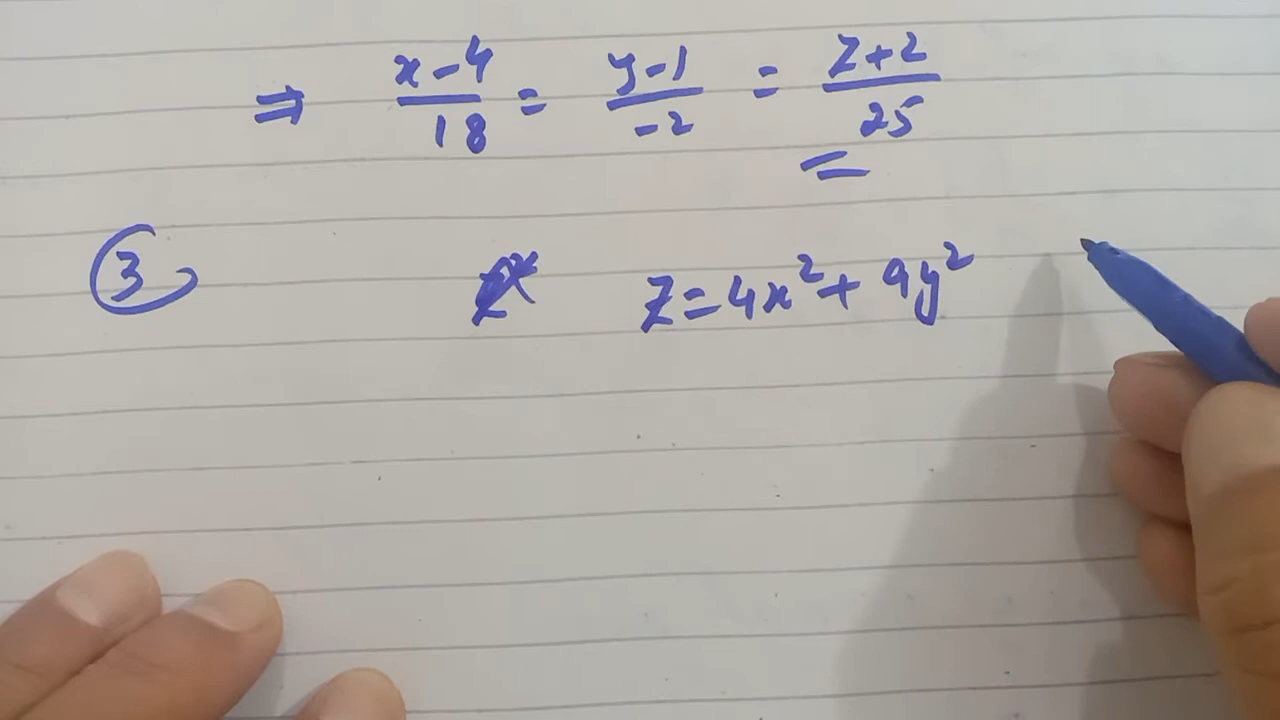 ⇒ x-4/18 = y-1/-2 = z+2/25
③ z=4x²+9y²